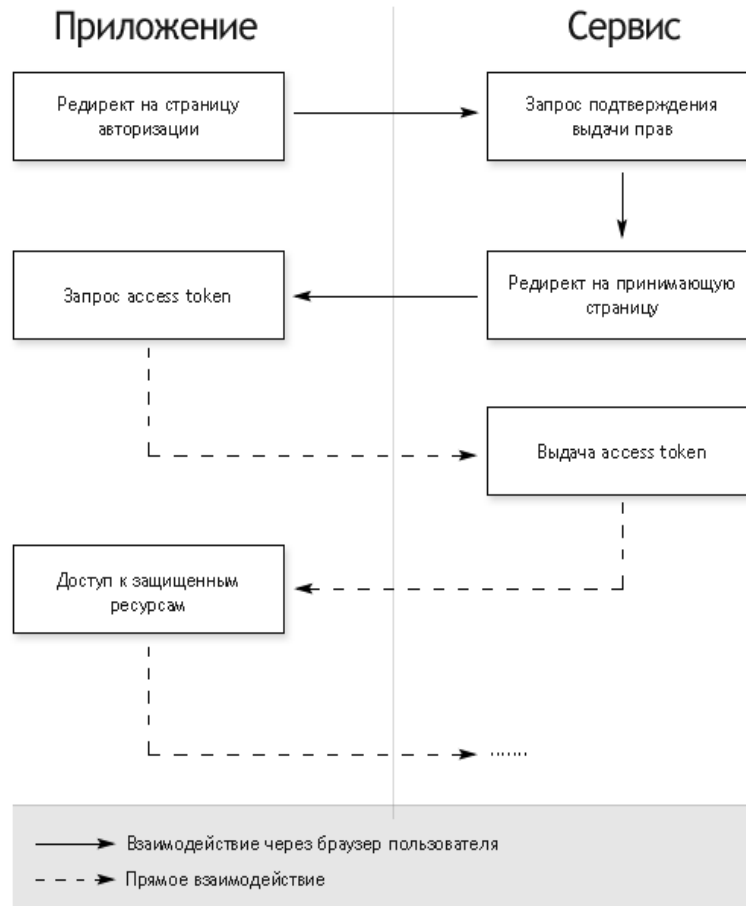 Приложение
Сервис
Редирект на страницу
авторизации
Запрос подтверждения
выдачи прав
Запрос access token
Редирект на принимающую
страницу
Выдача access token
Доступ к защищенным
ресурсам
.......
Взаимодействие через браузер пользователя
Прямое взаимодействие